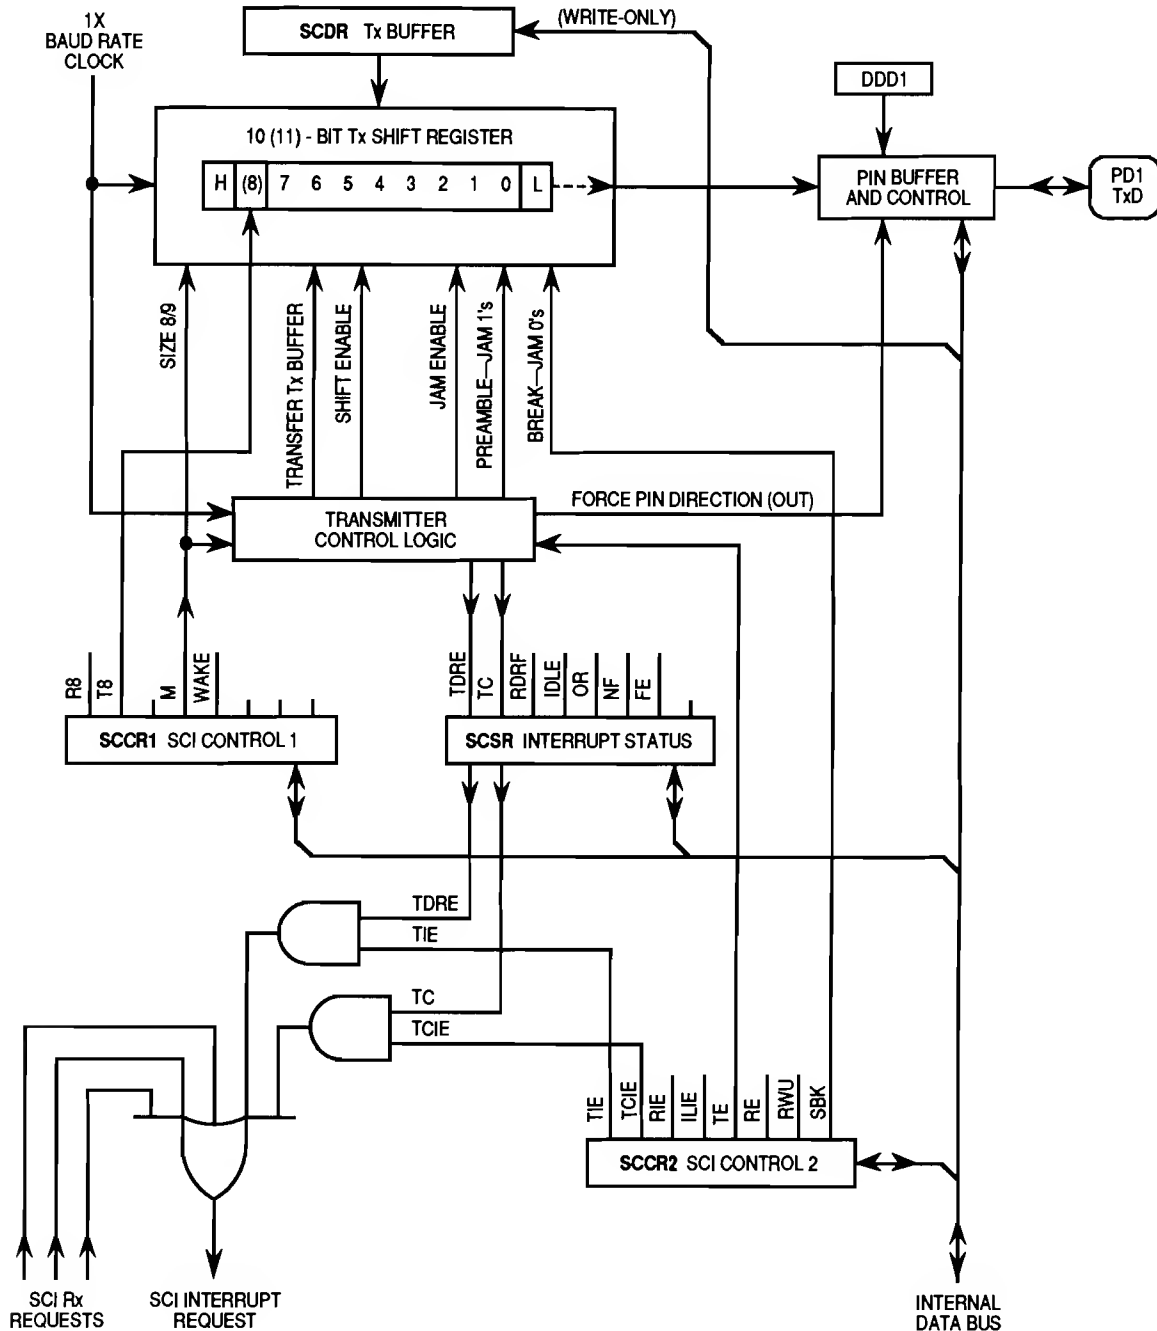 1X
BAUD RATE
CLOCK
SCDR Tx BUFFER
(WRITE-ONLY)
DDD1
10 (11) - BIT Tx SHIFT REGISTER
H (8) 7 6 5 4 3 2 1 0 L
PIN BUFFER
AND CONTROL
PD1
TxD
SIZE 8/9
TRANSFER Tx BUFFER
SHIFT ENABLE
JAM ENABLE
PREAMBLE—JAM 1's
BREAK—JAM 0's
TRANSMITTER
CONTROL LOGIC
FORCE PIN DIRECTION (OUT)
R8
T8
M
WAKE
SCCR1 SCI CONTROL 1
TDRE
TC
RDRF
IDLE
OR
NF
FE
SCSR INTERRUPT STATUS
TDRE
TIE
TC
TCIE
TIE
TCIE
RIE
ILIE
TE
RE
RWU
SBK
SCCR2 SCI CONTROL 2
SCI Rx
REQUESTS
SCI INTERRUPT
REQUEST
INTERNAL
DATA BUS